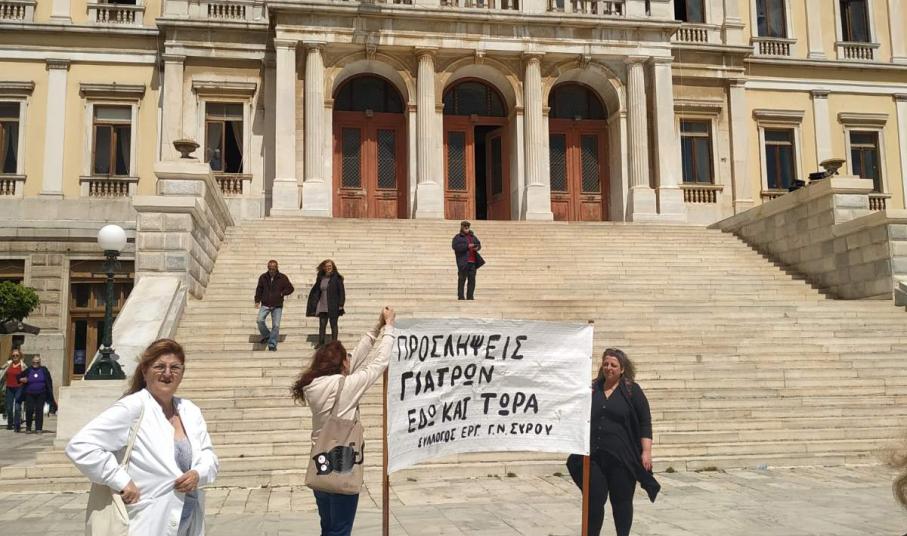 ΠΡΟΣΛΗΨΕΙΣ
ΓΙΑΤΡΩΝ
ΕΔΩ ΚΑΙ ΤΩΡΑ
ΣΥΛΛΟΓΟΣ ΕΡΓ. Γ.Ν. ΣΥΡΟΥ